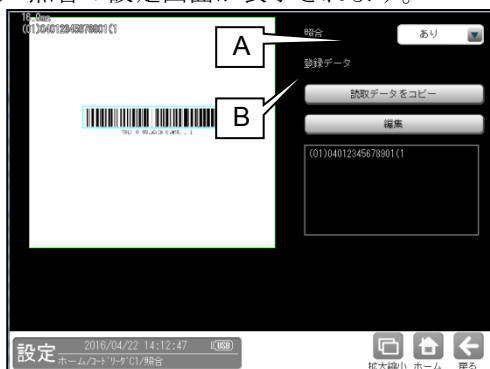 照合の設定画面が表示されます。
16.0ms
(01)04012345678901(1
照合
あり
A
登録データ
読取データをコピー
B
編集
(01)04012345678901(1
設定
2016/04/22 14:12:47
USB
ホーム/コードリーダC1/照合
拡大縮小
ホーム
戻る